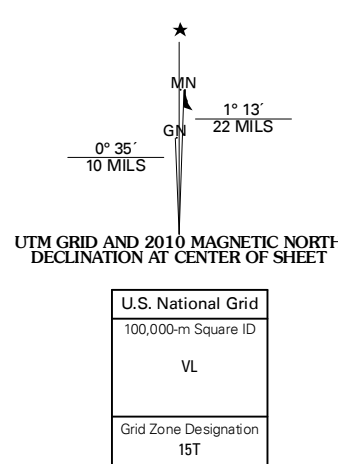 ★
MN
GN
1° 13´
22 MILS
0° 35´
10 MILS
UTM GRID AND 2010 MAGNETIC NORTH
DECLINATION AT CENTER OF SHEET
U.S. National Grid
100,000-m Square ID
VL
Grid Zone Designation
15T